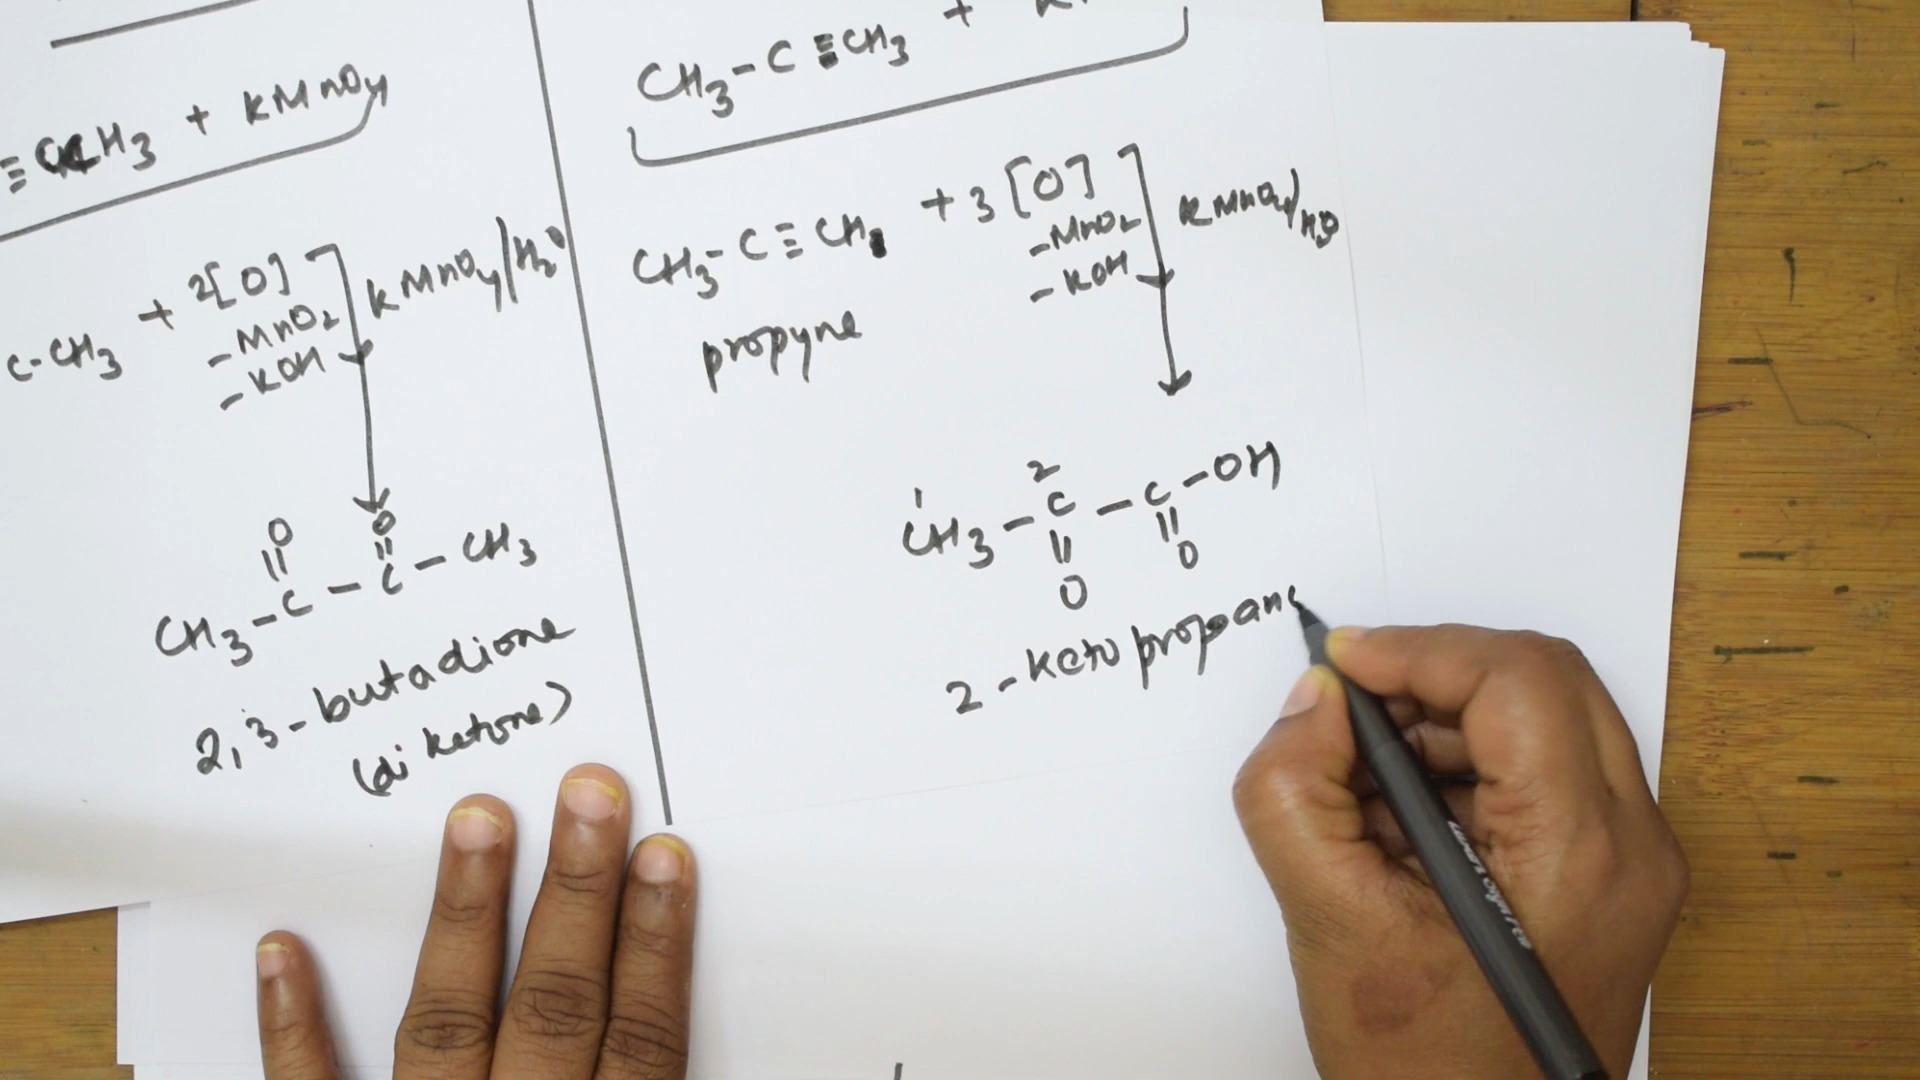 ≡ CH3 + KMnO4
C-CH3 + 2[O] KMnO4/H2O
-MnO2
-KOH
O O
|| ||
CH3 - C - C - CH3
2,3-butadione
(di ketone)
CH3-C≡CH3 +
CH3-C≡CH + 3[O] KMnO4/H2O
-MnO2
-KOH
propyne
1 2
CH3 - C - C - OH
|| ||
O O
2-keto propan